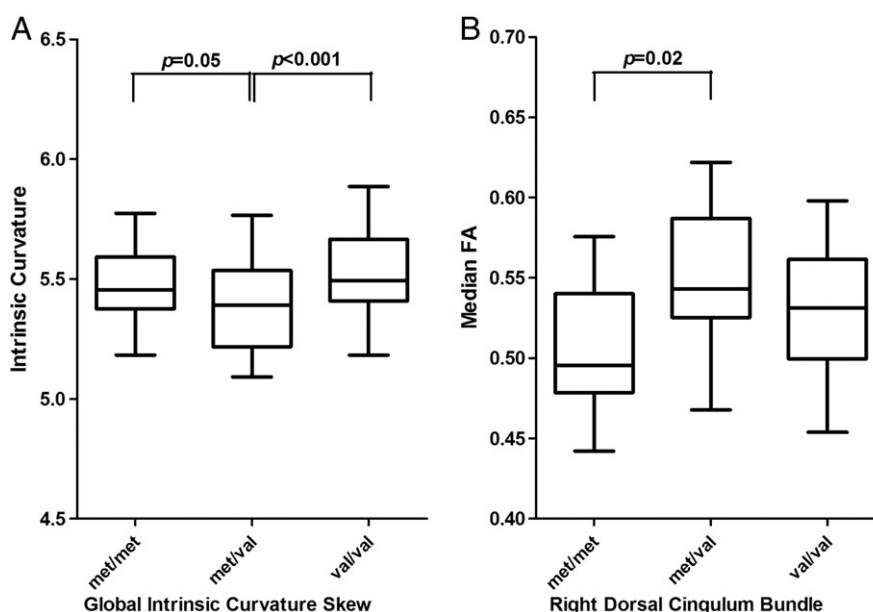 A
6.5
6.0
5.5
5.0
4.5
Intrinsic Curvature
p=0.05
p<0.001
met/met
met/val
val/val
Global Intrinsic Curvature Skew
B
0.70
0.65
0.60
0.55
0.50
0.45
0.40
Median FA
p=0.02
met/met
met/val
val/val
Right Dorsal Cingulum Bundle